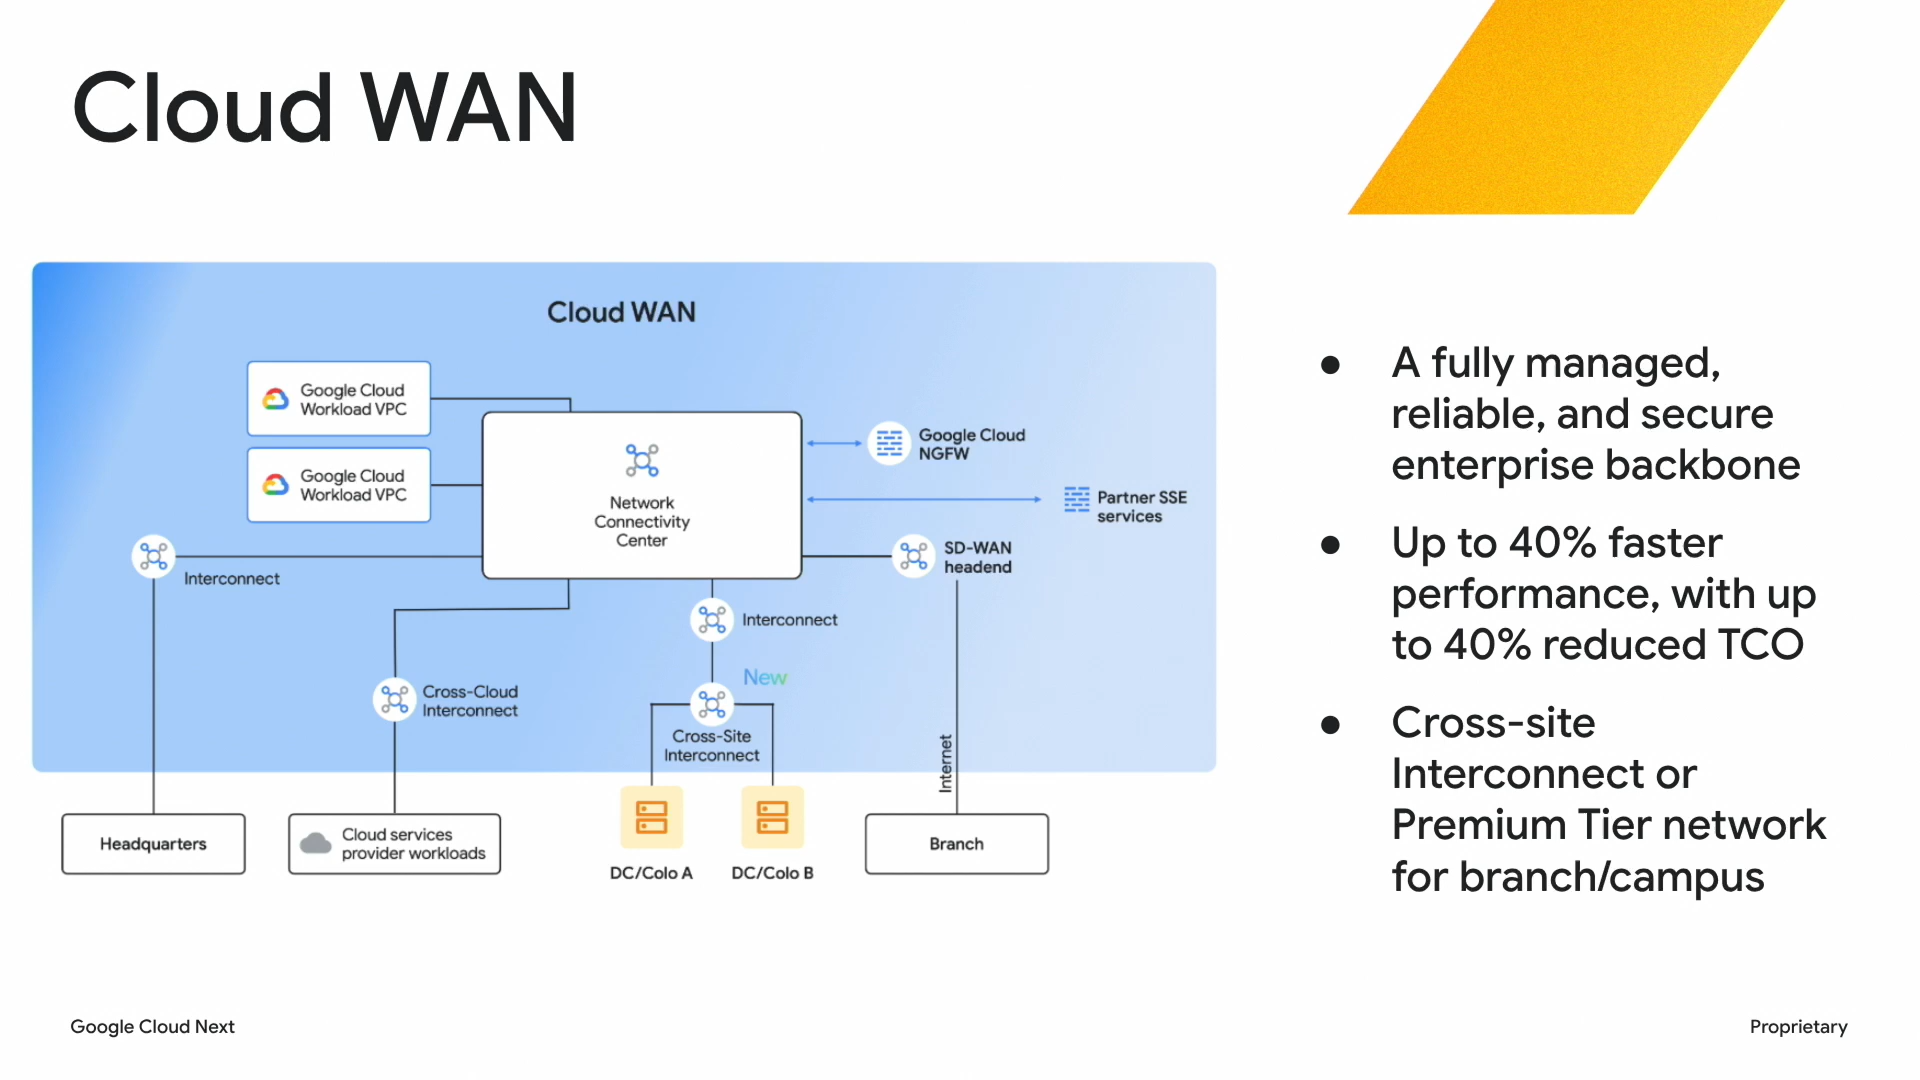 Cloud WAN
Cloud WAN
Google Cloud
Workload VPC
Google Cloud
Workload VPC
Network
Connectivity
Center
Google Cloud
NGFW
Partner SSE
services
SD-WAN
headend
Interconnect
Interconnect
New
Cross-Cloud
Interconnect
Cross-Site
Interconnect
Internet
Headquarters
Cloud services
provider workloads
DC/Colo A
DC/Colo B
Branch
● A fully managed,
reliable, and secure
enterprise backbone
● Up to 40% faster
performance, with up
to 40% reduced TCO
● Cross-site
Interconnect or
Premium Tier network
for branch/campus
Google Cloud Next
Proprietary